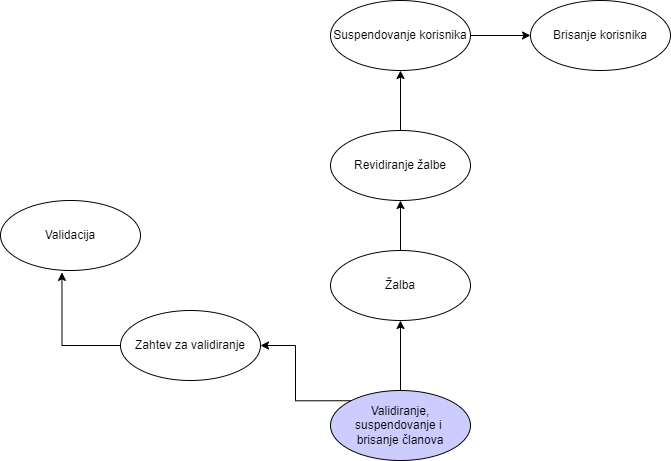 Suspendovanje korisnika
Brisanje korisnika
Revidiranje žalbe
Validacija
Žalba
Zahtev za validiranje
Validiranje,
suspendovanje i
brisanje članova